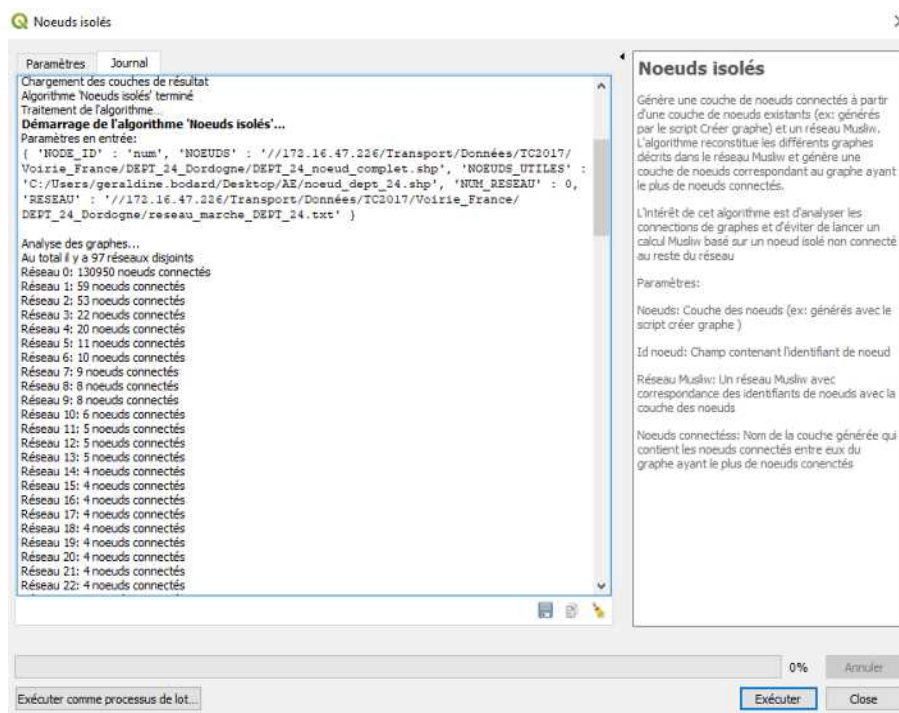 Noeuds isolés
Paramètres Journal
Chargement des couches de résultat
Algorithme 'Noeuds isolés' terminé
Traitement de l'algorithme...
Démarrage de l'algorithme 'Noeuds isolés'...
Paramètres en entrée:
{ 'NODE_ID' : 'num', 'NOEUDS' : '//172.16.47.226/Transport/Données/TC2017/
Voirie_France/DEPT_24_Dordogne/DEPT_24_noeud_complet.shp', 'NOEUDS_UTILES' :
'C:/Users/geraldine.bodard/Desktop/AE/noeud_dept_24.shp', 'NUM_RESEAU' : 0,
'RESEAU' : '//172.16.47.226/Transport/Données/TC2017/Voirie_France/
DEPT_24_Dordogne/reseau_marche_DEPT_24.txt' }
Analyse des graphes...
Au total il y a 97 réseaux disjoints
Réseau 0: 130950 noeuds connectés
Réseau 1: 59 noeuds connectés
Réseau 2: 53 noeuds connectés
Réseau 3: 22 noeuds connectés
Réseau 4: 20 noeuds connectés
Réseau 5: 11 noeuds connectés
Réseau 6: 10 noeuds connectés
Réseau 7: 9 noeuds connectés
Réseau 8: 8 noeuds connectés
Réseau 9: 8 noeuds connectés
Réseau 10: 6 noeuds connectés
Réseau 11: 5 noeuds connectés
Réseau 12: 5 noeuds connectés
Réseau 13: 5 noeuds connectés
Réseau 14: 4 noeuds connectés
Réseau 15: 4 noeuds connectés
Réseau 16: 4 noeuds connectés
Réseau 17: 4 noeuds connectés
Réseau 18: 4 noeuds connectés
Réseau 19: 4 noeuds connectés
Réseau 20: 4 noeuds connectés
Réseau 21: 4 noeuds connectés
Réseau 22: 4 noeuds connectés
Noeuds isolés
Génère une couche de noeuds connectés à partir
d'une couche de noeuds existants (ex: générés
par le script Créer graphe) et un réseau Musliw.
L'algorithme reconstitue les différents graphes
décrits dans le réseau Musliw et génère une
couche de noeuds correspondant au graphe ayant
le plus de noeuds connectés.
L'intérêt de cet algorithme est d'analyser les
connections de graphes et d'éviter de lancer un
calcul Musliw basé sur un noeud isolé non connecté
au reste du réseau
Paramètres:
Noeuds: Couche des noeuds (ex: générés avec le
script créer graphe )
Id noeud: Champ contenant l'identifiant de noeud
Réseau Musliw: Un réseau Musliw avec
correspondance des identifiants de noeuds avec la
couche des noeuds
Noeuds connectéss: Nom de la couche générée qui
contient les noeuds connectés entre eux du
graphe ayant le plus de noeuds conenctés
0% Annuler
Exécuter comme processus de lot... Exécuter Close